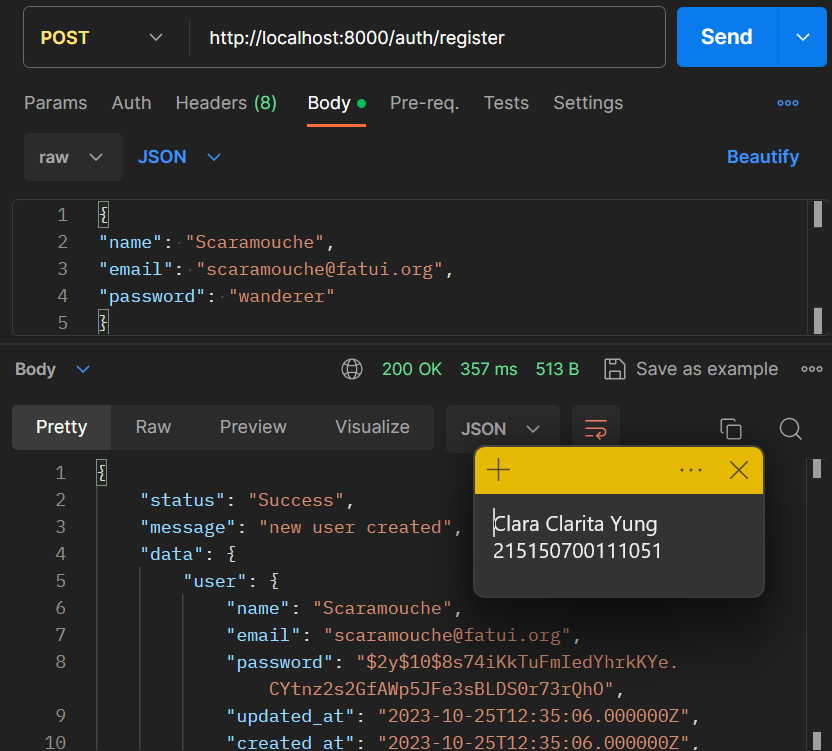 POST http://localhost:8000/auth/register Send
Params Auth Headers (8) Body Pre-req. Tests Settings
raw JSON Beautify
1 {
2 "name": "Scaramouche",
3 "email": "scaramouche@fatui.org",
4 "password": "wanderer"
5 }
Body 200 OK 357 ms 513 B Save as example
Pretty Raw Preview Visualize JSON
1 {
2 "status": "Success",
3 "message": "new user created",
4 "data": {
5 "user": {
6 "name": "Scaramouche",
7 "email": "scaramouche@fatui.org",
8 "password": "$2y$10$8s74iKkTuFmIedYhrkKYe.
CYtnz2s2GfAWp5JFe3sBLDS0r73rQhO",
9 "updated_at": "2023-10-25T12:35:06.000000Z",
10 "created_at": "2023-10-25T12:35:06.000000Z",
Clara Clarita Yung
215150700111051